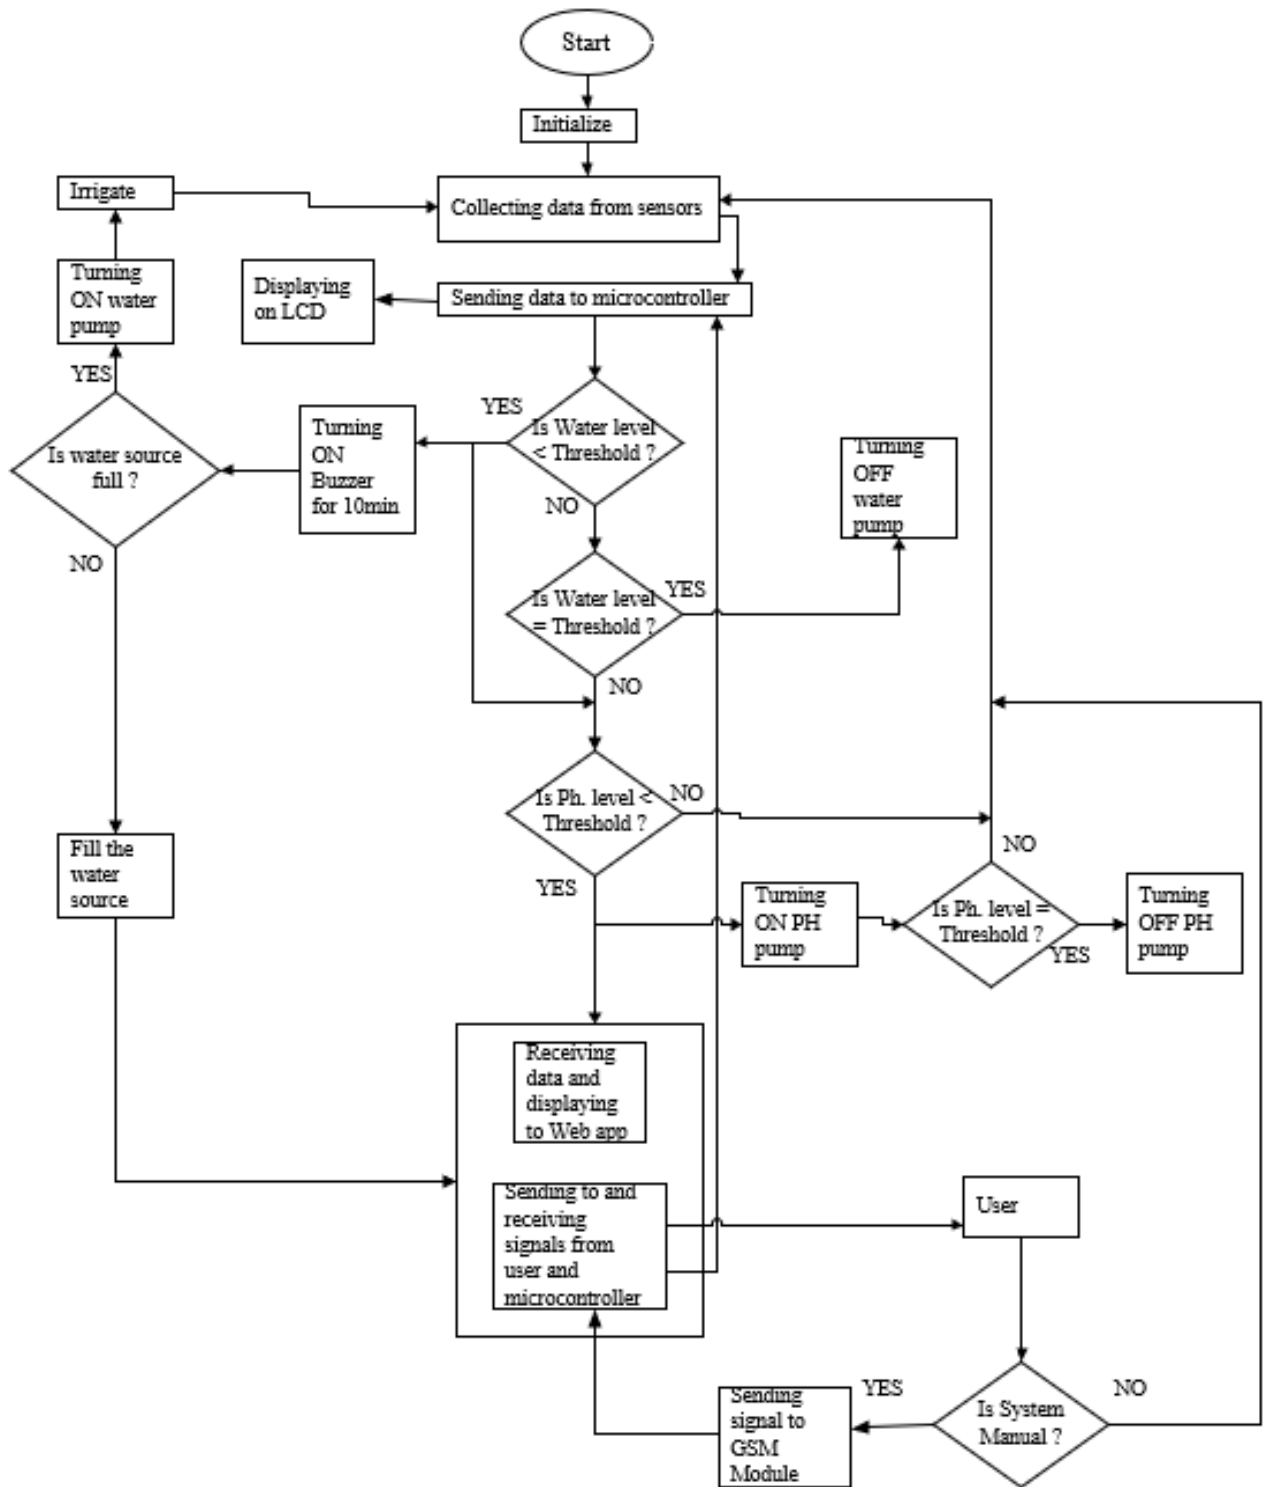 Start
Initialize
Irrigate
Collecting data from sensors
Turning
ON water
pump
Displaying
on LCD
Sending data to microcontroller
YES
Is water source
full ?
NO
Turning
ON
Buzzer
for 10min
YES
Is Water level
< Threshold ?
NO
Turning
OFF
water
pump
Is Water level
= Threshold ?
YES
NO
Is Ph. level <
Threshold ?
NO
YES
Fill the
water
source
Turning
ON PH
pump
NO
Is Ph. level =
Threshold ?
YES
Turning
OFF PH
pump
Receiving
data and
displaying
to Web app
Sending to and
receiving
signals from
user and
microcontroller
User
Sending
signal to
GSM
Module
YES
Is System
Manual ?
NO